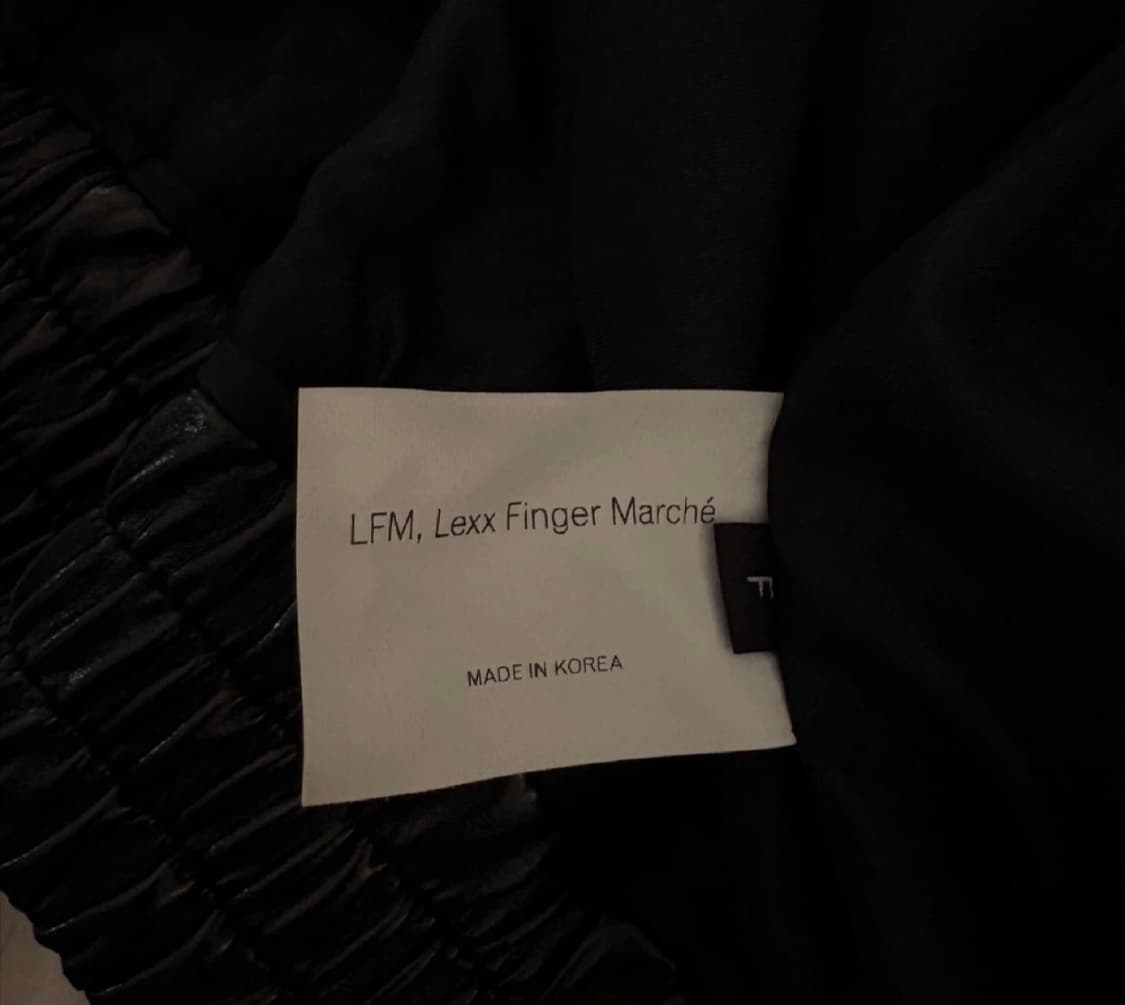 LFM, Lexx Finger Marché
MADE IN KOREA
F